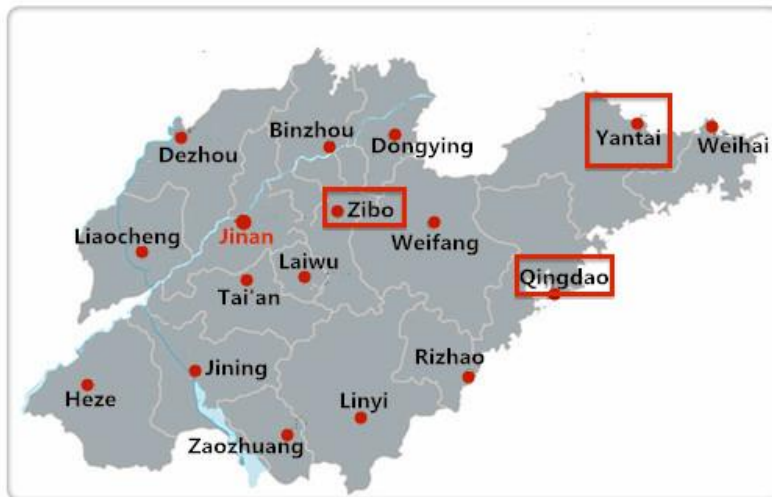 Yantai
Weihai
Binzhou
Dongying
Dezhou
Zibo
Jinan
Weifang
Liaocheng
Laiwu
Tai'an
Qingdao
Rizhao
Jining
Heze
Linyi
Zaozhuang